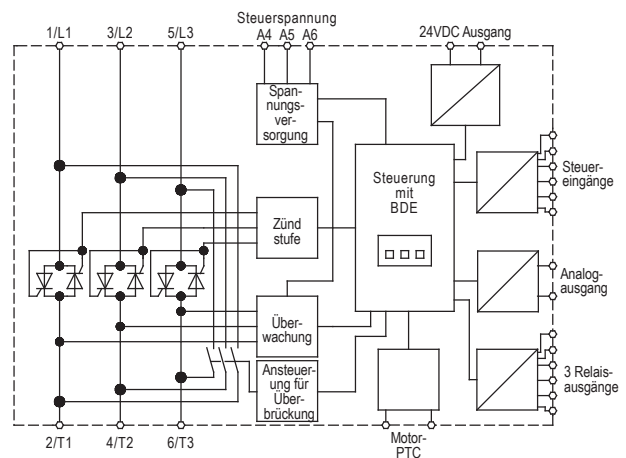 Steuerspannung
24VDC Ausgang
1/L1
3/L2
5/L3
A4
A5
A6
Span-
nungs-
ver-
sorgung
Steuerung
mit
BDE
Steuer-
eingänge
Zünd
stufe
Analog-
ausgang
Über-
wachung
Ansteuer-
ung für
Über-
brückung
3 Relais-
ausgänge
2/T1
4/T2
6/T3
Motor-
PTC